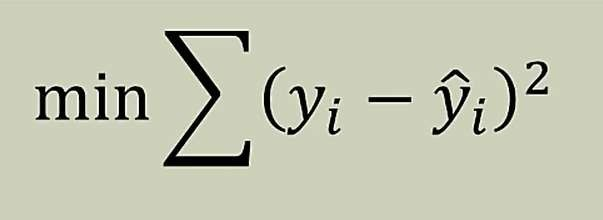 min ∑(yᵢ − ŷᵢ)²